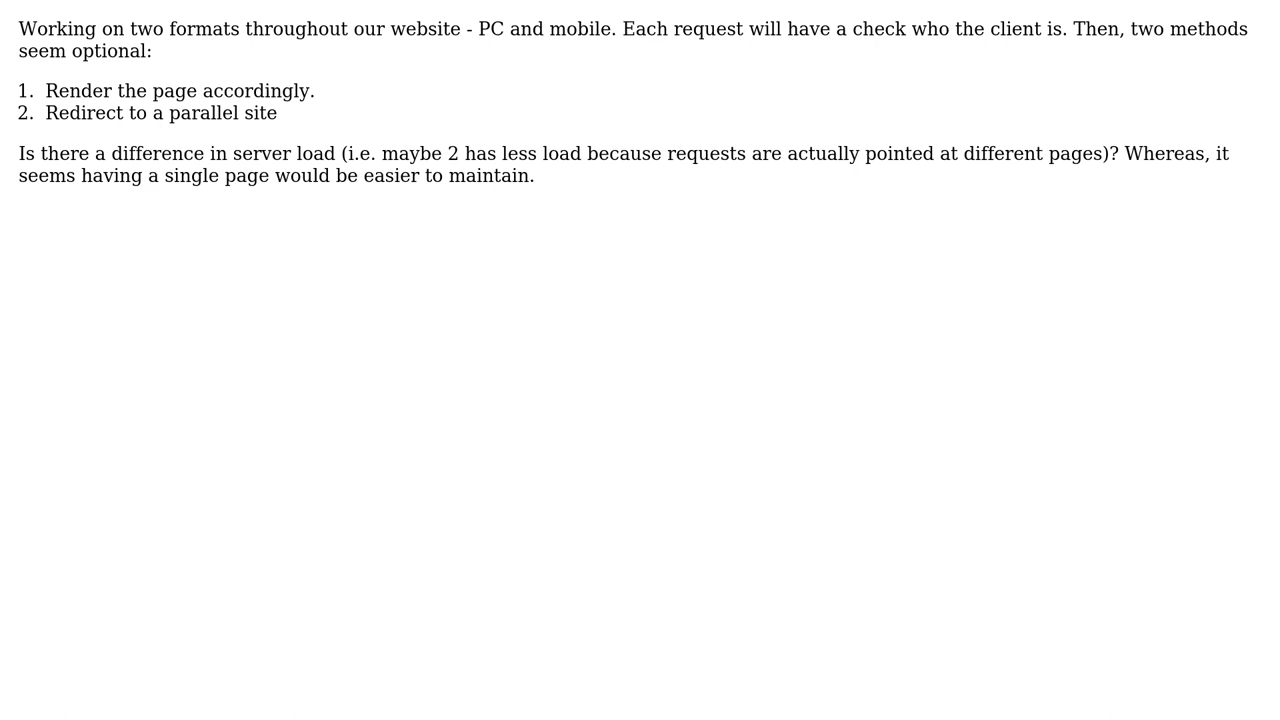 Working on two formats throughout our website - PC and mobile. Each request will have a check who the client is. Then, two methods
seem optional:
1. Render the page accordingly.
2. Redirect to a parallel site
Is there a difference in server load (i.e. maybe 2 has less load because requests are actually pointed at different pages)? Whereas, it
seems having a single page would be easier to maintain.